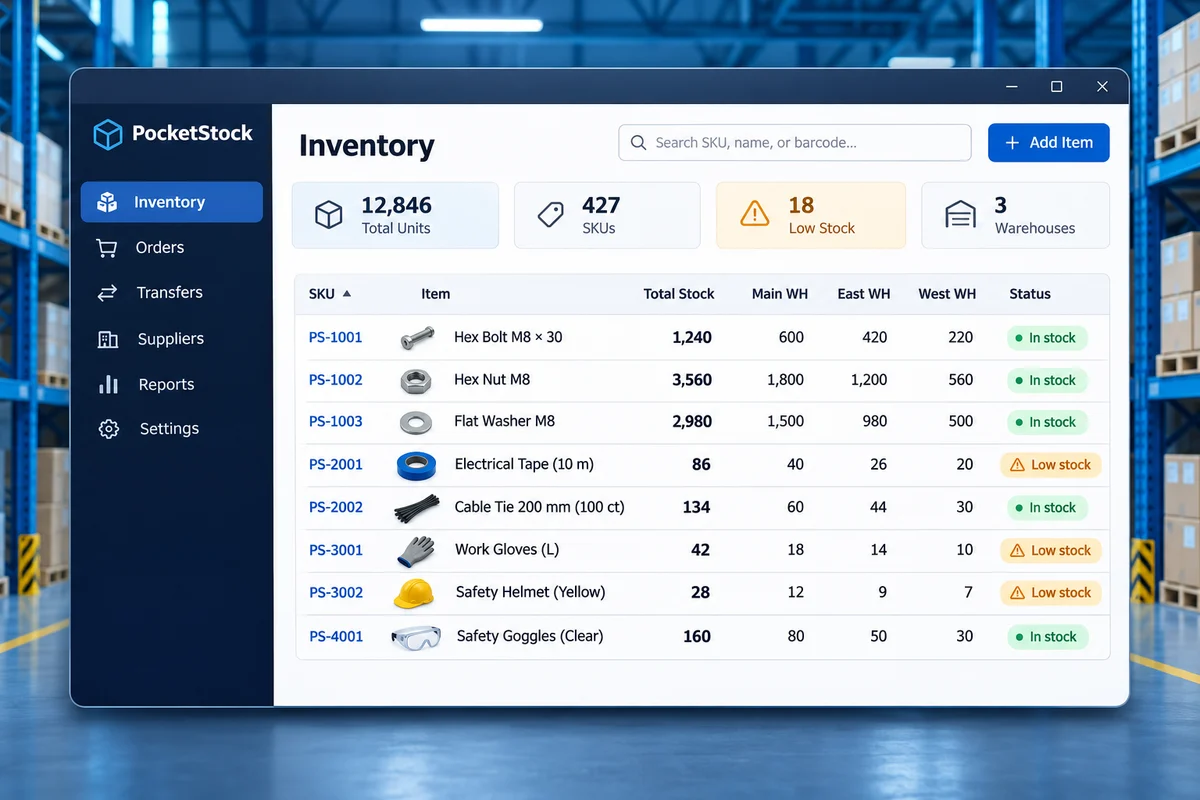 PocketStock
Inventory
Orders
Transfers
Suppliers
Reports
Settings
Inventory
Search SKU, name, or barcode...
+ Add Item
12,846
Total Units
427
SKUs
18
Low Stock
3
Warehouses
SKU ▲ Item Total Stock Main WH East WH West WH Status
PS-1001 Hex Bolt M8 × 30 1,240 600 420 220 In stock
PS-1002 Hex Nut M8 3,560 1,800 1,200 560 In stock
PS-1003 Flat Washer M8 2,980 1,500 980 500 In stock
PS-2001 Electrical Tape (10 m) 86 40 26 20 Low stock
PS-2002 Cable Tie 200 mm (100 ct) 134 60 44 30 In stock
PS-3001 Work Gloves (L) 42 18 14 10 Low stock
PS-3002 Safety Helmet (Yellow) 28 12 9 7 Low stock
PS-4001 Safety Goggles (Clear) 160 80 50 30 In stock